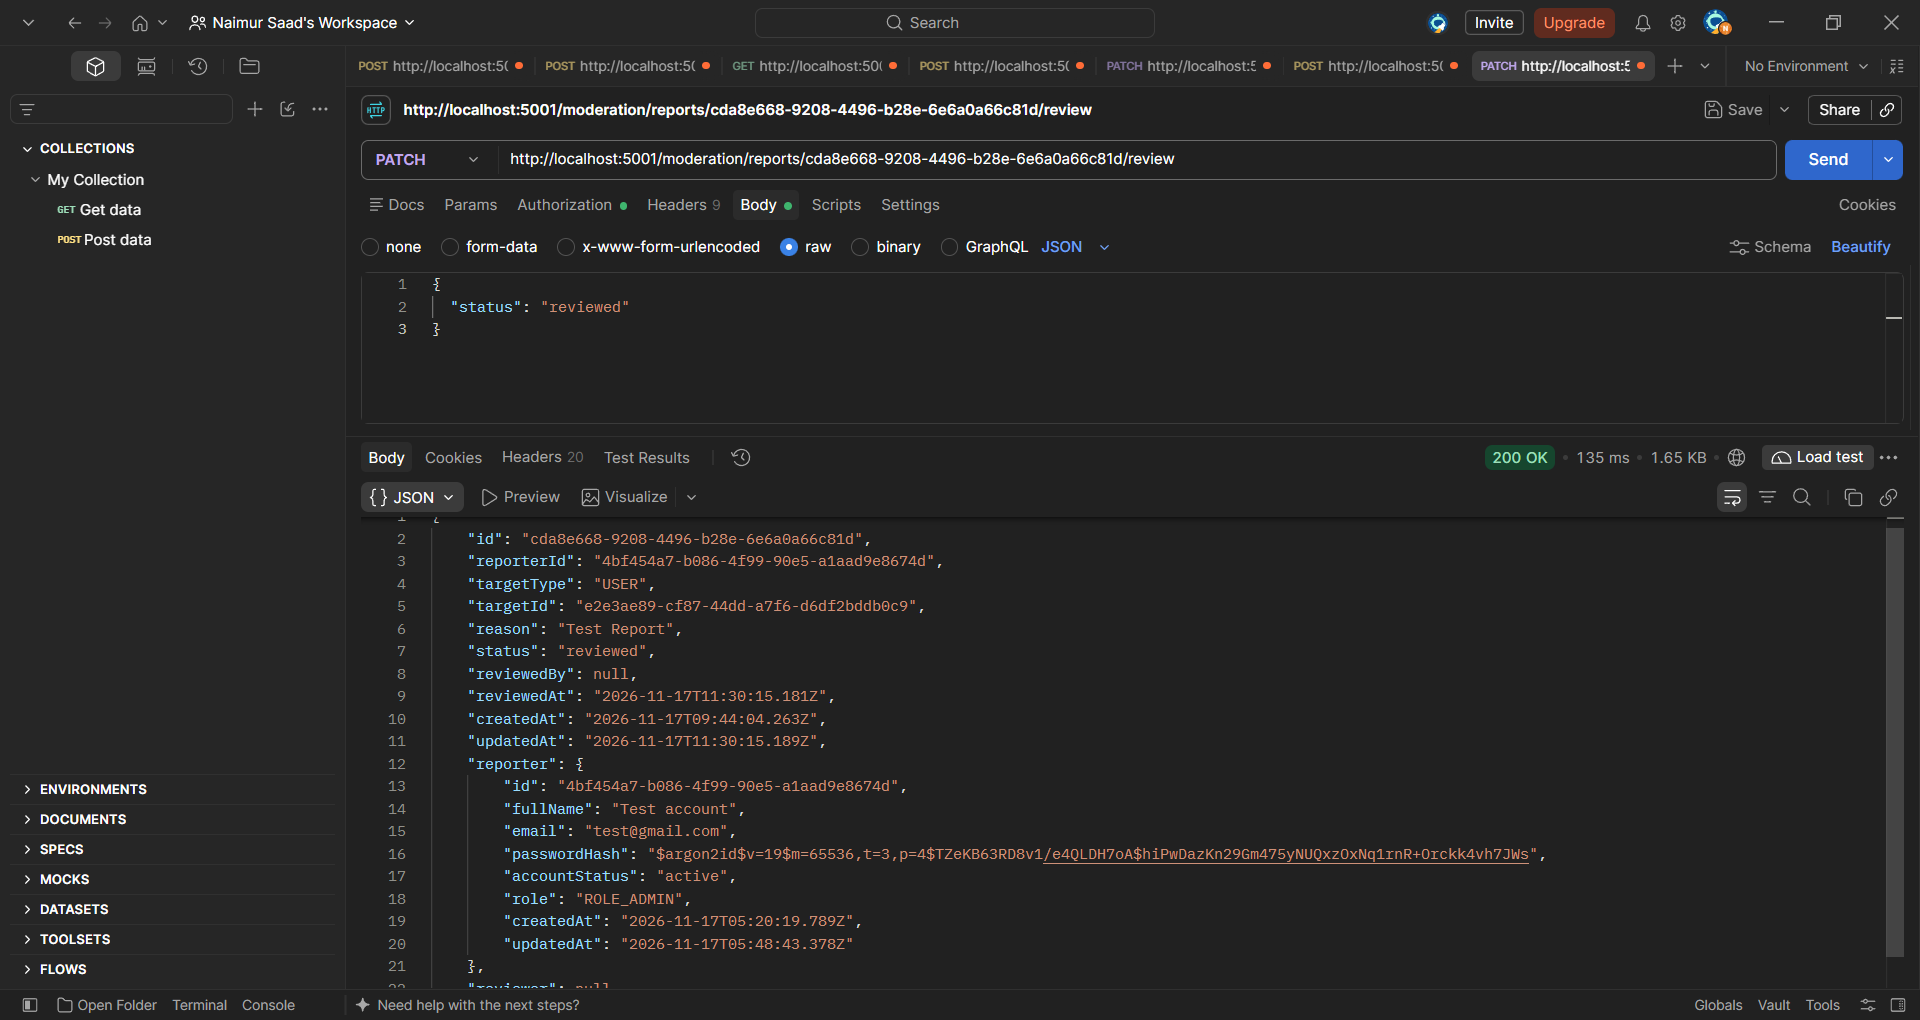 Naimur Saad's Workspace
Search
Invite
Upgrade
POST http://localhost:50
POST http://localhost:50
GET http://localhost:500
POST http://localhost:50
PATCH http://localhost:5
POST http://localhost:50
PATCH http://localhost:5
No Environment
HTTP
http://localhost:5001/moderation/reports/cda8e668-9208-4496-b28e-6e6a0a66c81d/review
Save
Share
COLLECTIONS
My Collection
GET Get data
POST Post data
PATCH
http://localhost:5001/moderation/reports/cda8e668-9208-4496-b28e-6e6a0a66c81d/review
Send
Docs Params Authorization Headers 9 Body Scripts Settings
Cookies
none form-data x-www-form-urlencoded raw binary GraphQL JSON
Schema Beautify
1 {
2 "status": "reviewed"
3 }
Body Cookies Headers 20 Test Results
200 OK 135 ms 1.65 KB Load test
{} JSON Preview Visualize
1 {
2 "id": "cda8e668-9208-4496-b28e-6e6a0a66c81d",
3 "reporterId": "4bf454a7-b086-4f99-90e5-a1aad9e8674d",
4 "targetType": "USER",
5 "targetId": "e2e3ae89-cf87-44dd-a7f6-d6df2bddb0c9",
6 "reason": "Test Report",
7 "status": "reviewed",
8 "reviewedBy": null,
9 "reviewedAt": "2026-11-17T11:30:15.181Z",
10 "createdAt": "2026-11-17T09:44:04.263Z",
11 "updatedAt": "2026-11-17T11:30:15.189Z",
12 "reporter": {
13 "id": "4bf454a7-b086-4f99-90e5-a1aad9e8674d",
14 "fullName": "Test account",
15 "email": "test@gmail.com",
16 "passwordHash": "$argon2id$v=19$m=65536,t=3,p=4$TZeKB63RD8v1/e4QLDH7oA$hiPwDazKn29Gm475yNUQxzOxNq1rnR+Orckk4vh7JWs",
17 "accountStatus": "active",
18 "role": "ROLE_ADMIN",
19 "createdAt": "2026-11-17T05:20:19.789Z",
20 "updatedAt": "2026-11-17T05:48:43.378Z"
21 },
22 "reviewer": null
ENVIRONMENTS
DOCUMENTS
SPECS
MOCKS
DATASETS
TOOLSETS
FLOWS
Open Folder Terminal Console
Need help with the next steps?
Globals Vault Tools